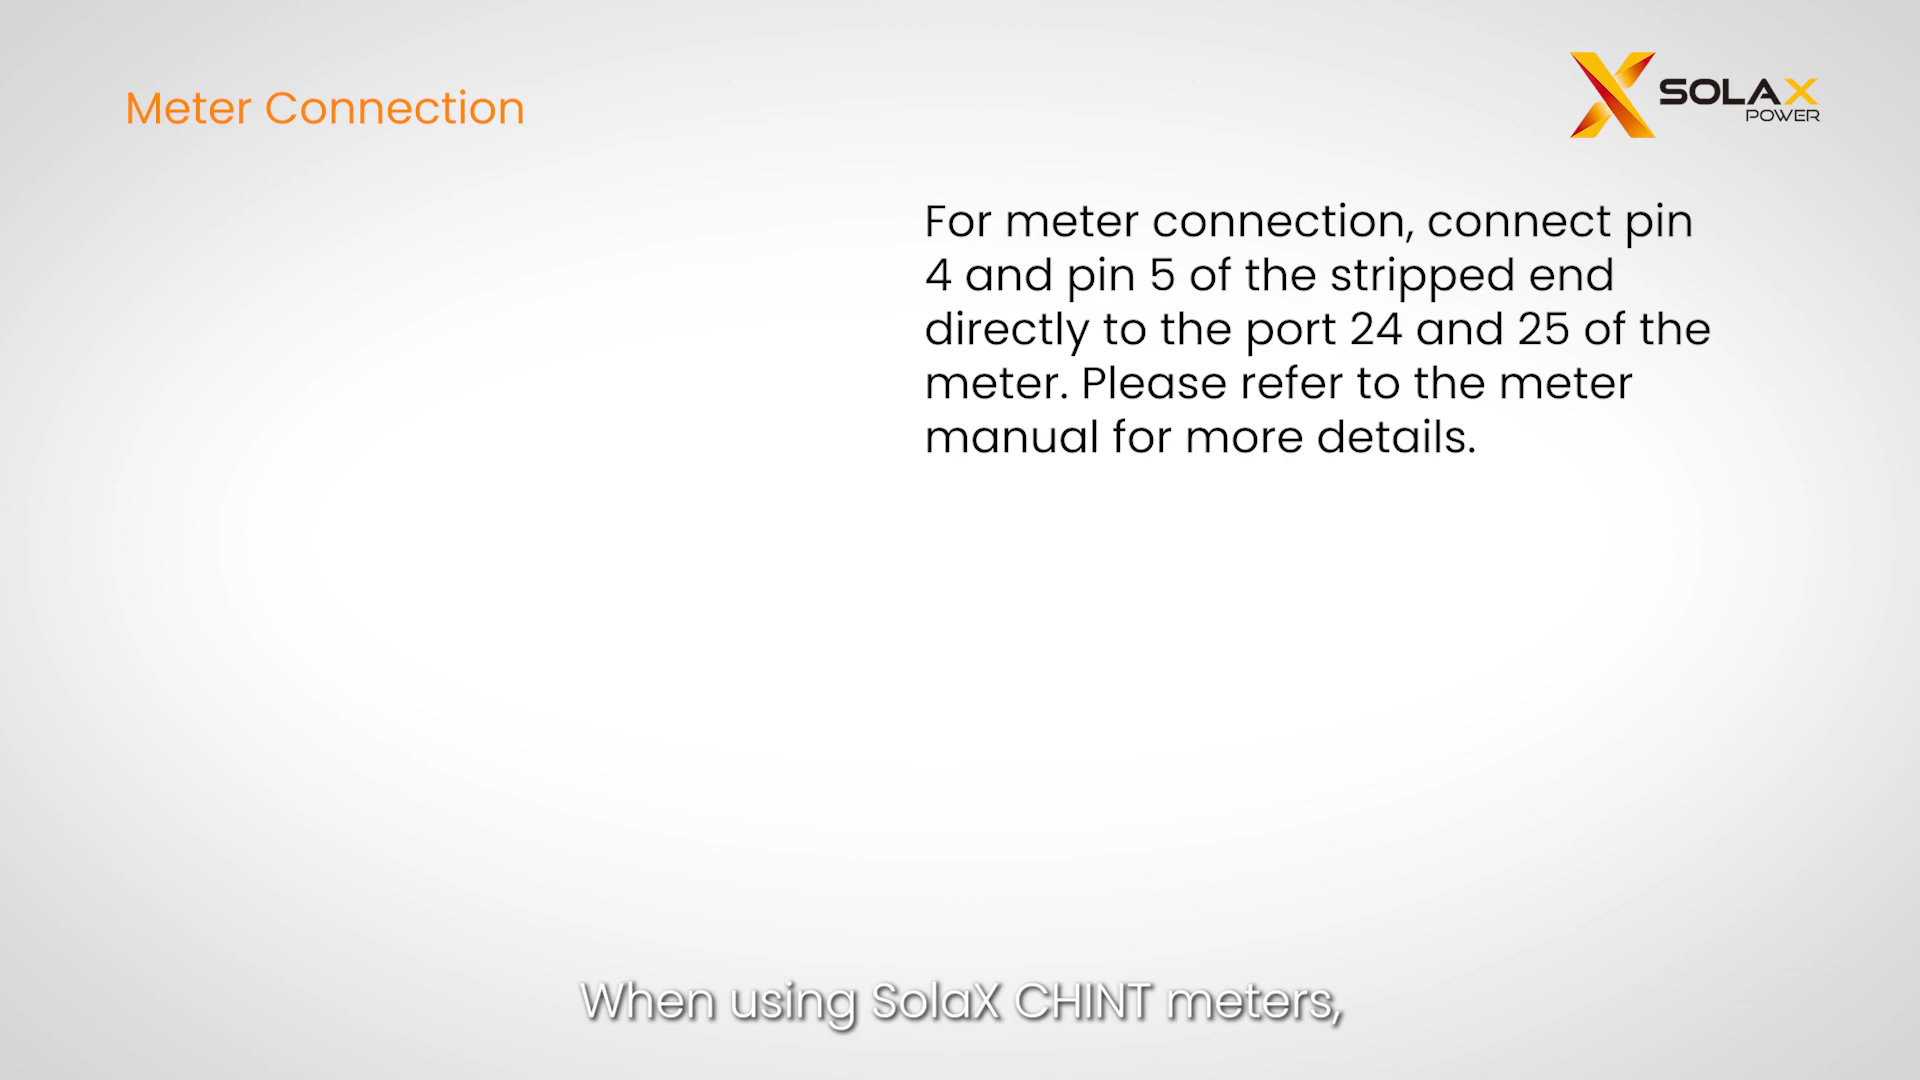 Meter Connection
SOLAX
POWER
For meter connection, connect pin
4 and pin 5 of the stripped end
directly to the port 24 and 25 of the
meter. Please refer to the meter
manual for more details.
When using SolaX CHINT meters,